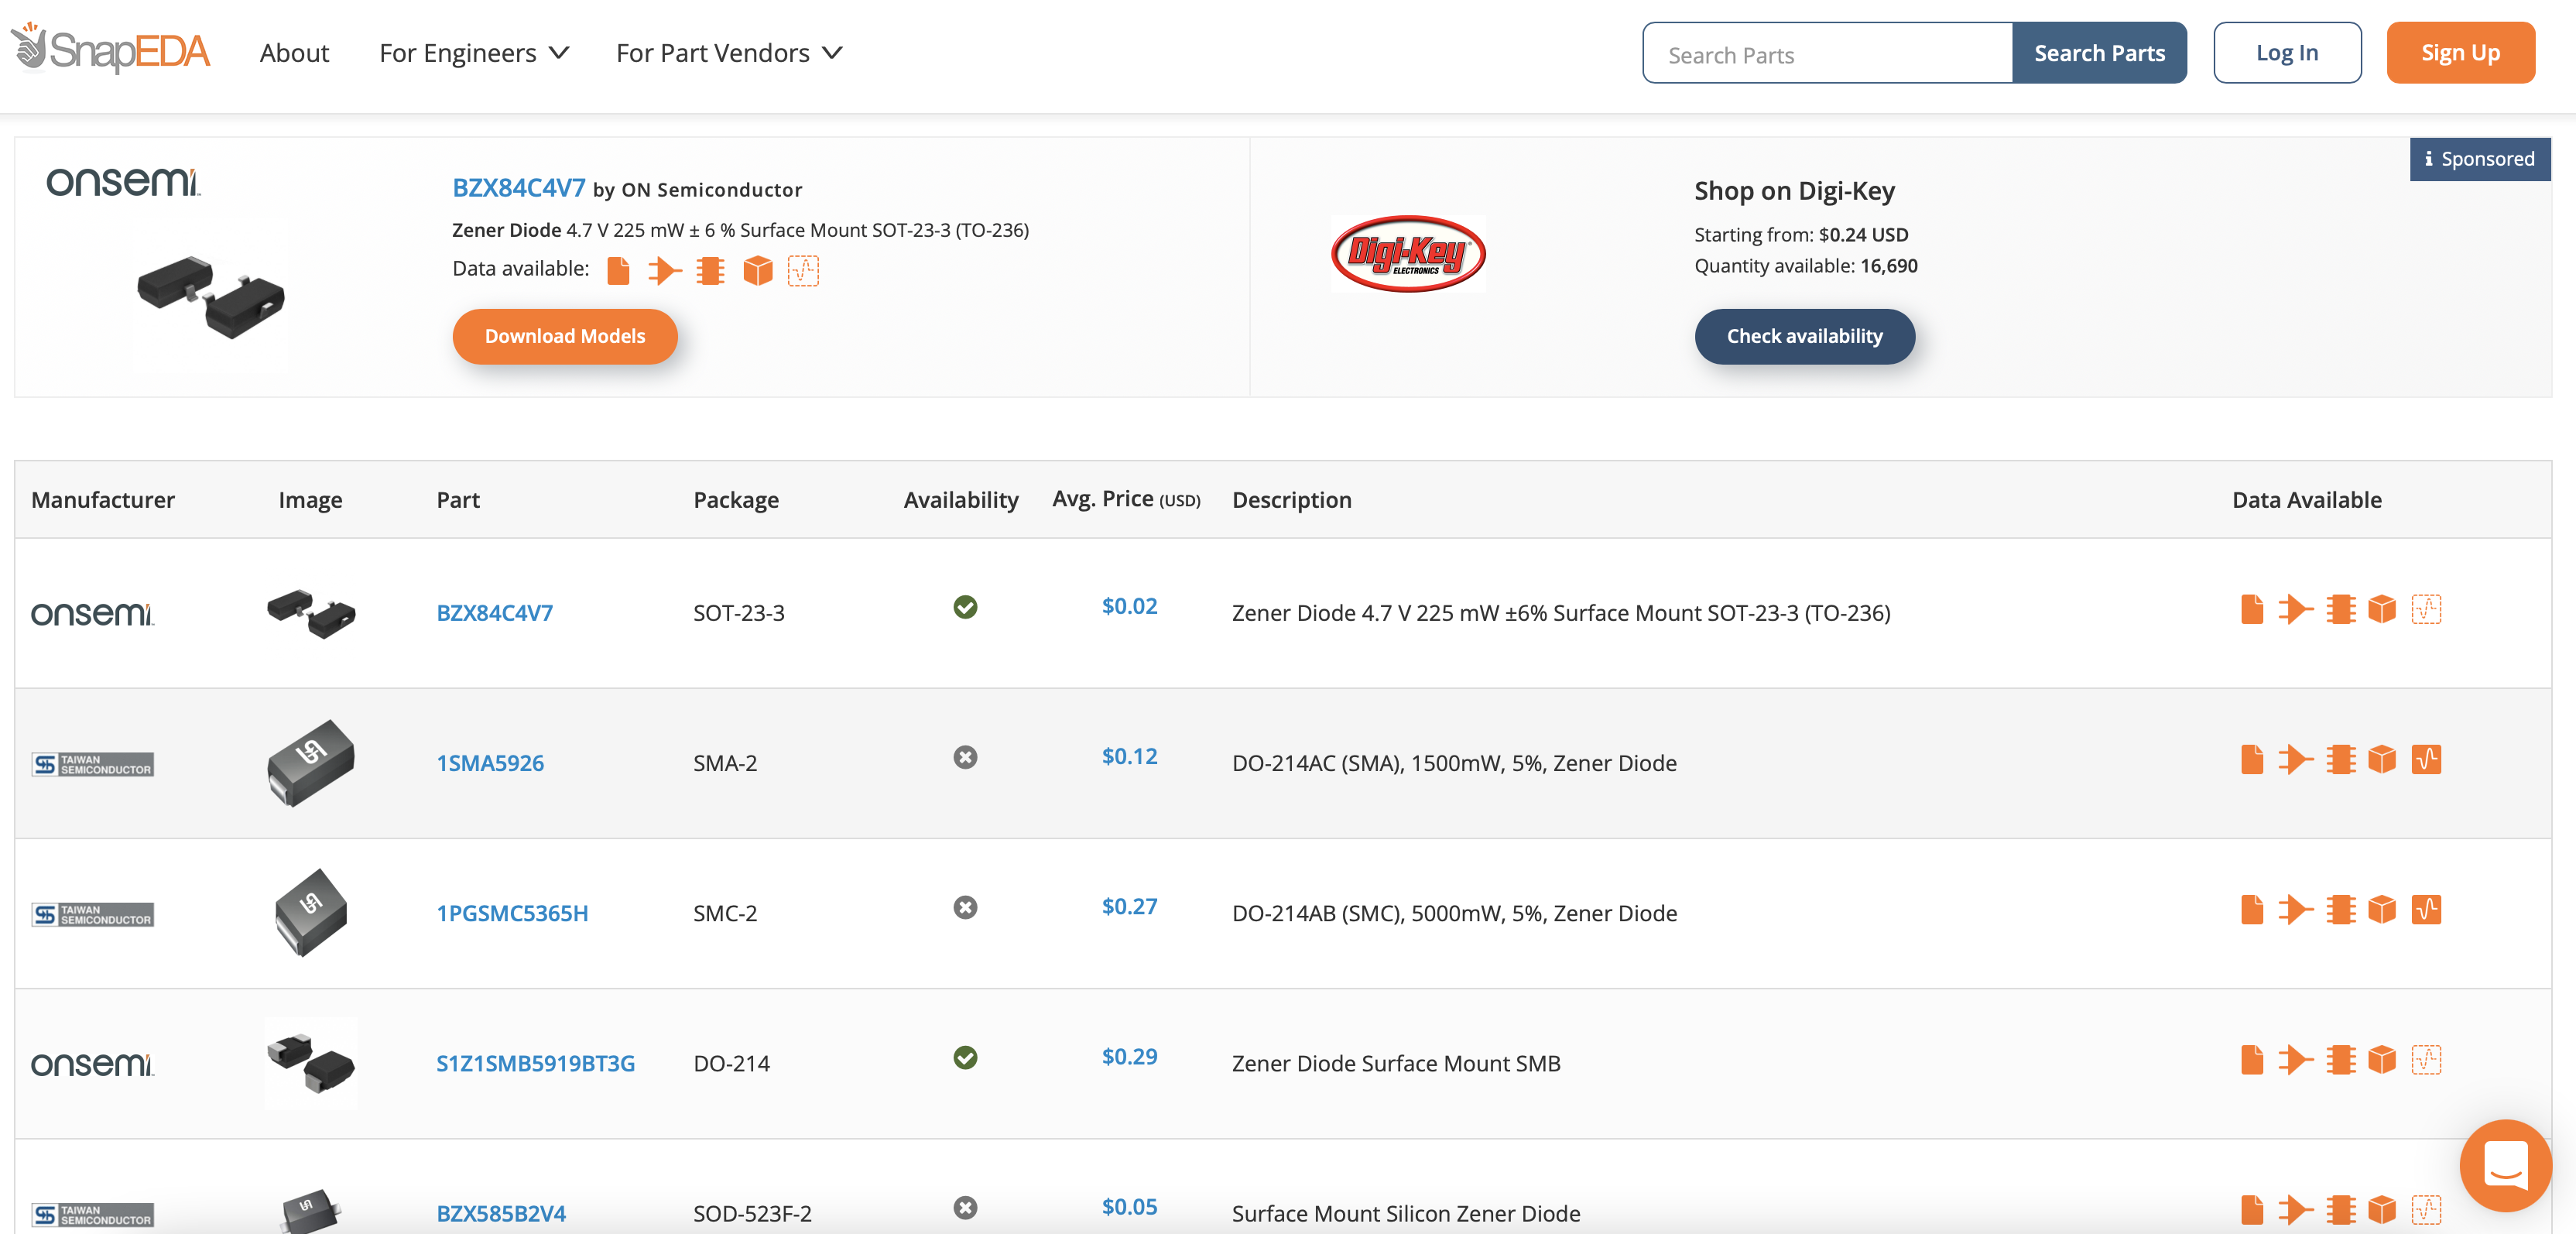 SnapEDA
About
For Engineers
For Part Vendors
Search Parts
Search Parts
Log In
Sign Up
onsemi
BZX84C4V7 by ON Semiconductor
Zener Diode 4.7 V 225 mW ± 6 % Surface Mount SOT-23-3 (TO-236)
Data available:
Download Models
Digi-Key
ELECTRONICS
Sponsored
Shop on Digi-Key
Starting from: $0.24 USD
Quantity available: 16,690
Check availability
Manufacturer Image Part Package Availability Avg. Price (USD) Description Data Available
onsemi BZX84C4V7 SOT-23-3 $0.02 Zener Diode 4.7 V 225 mW ±6% Surface Mount SOT-23-3 (TO-236)
TAIWAN
SEMICONDUCTOR
1SMA5926 SMA-2 $0.12 DO-214AC (SMA), 1500mW, 5%, Zener Diode
TAIWAN
SEMICONDUCTOR
1PGSMC5365H SMC-2 $0.27 DO-214AB (SMC), 5000mW, 5%, Zener Diode
onsemi S1Z1SMB5919BT3G DO-214 $0.29 Zener Diode Surface Mount SMB
TAIWAN
SEMICONDUCTOR
BZX585B2V4 SOD-523F-2 $0.05 Surface Mount Silicon Zener Diode